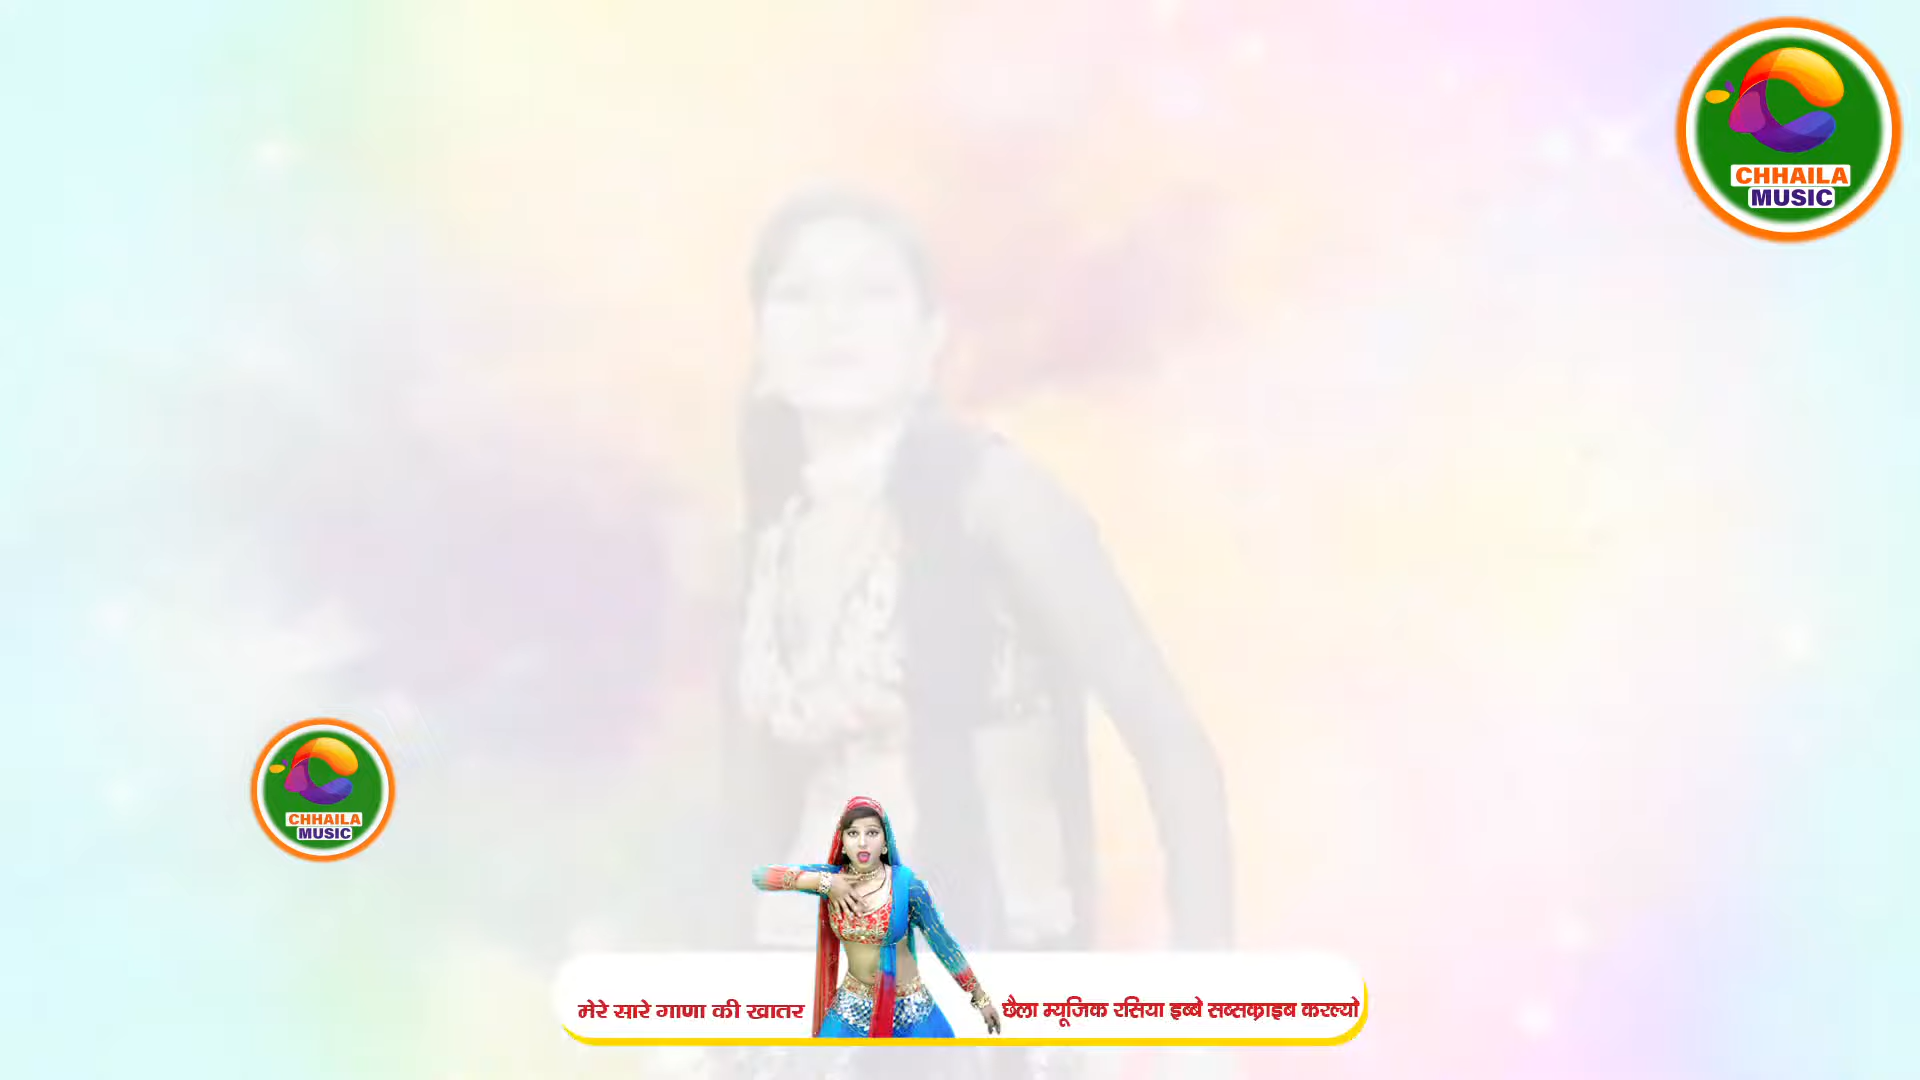 CHHAILA
MUSIC
CHHAILA
MUSIC
मेरे सारे गाणा की खातर
छैला म्यूजिक रसिया इब्बे सब्सक्राइब करल्यो